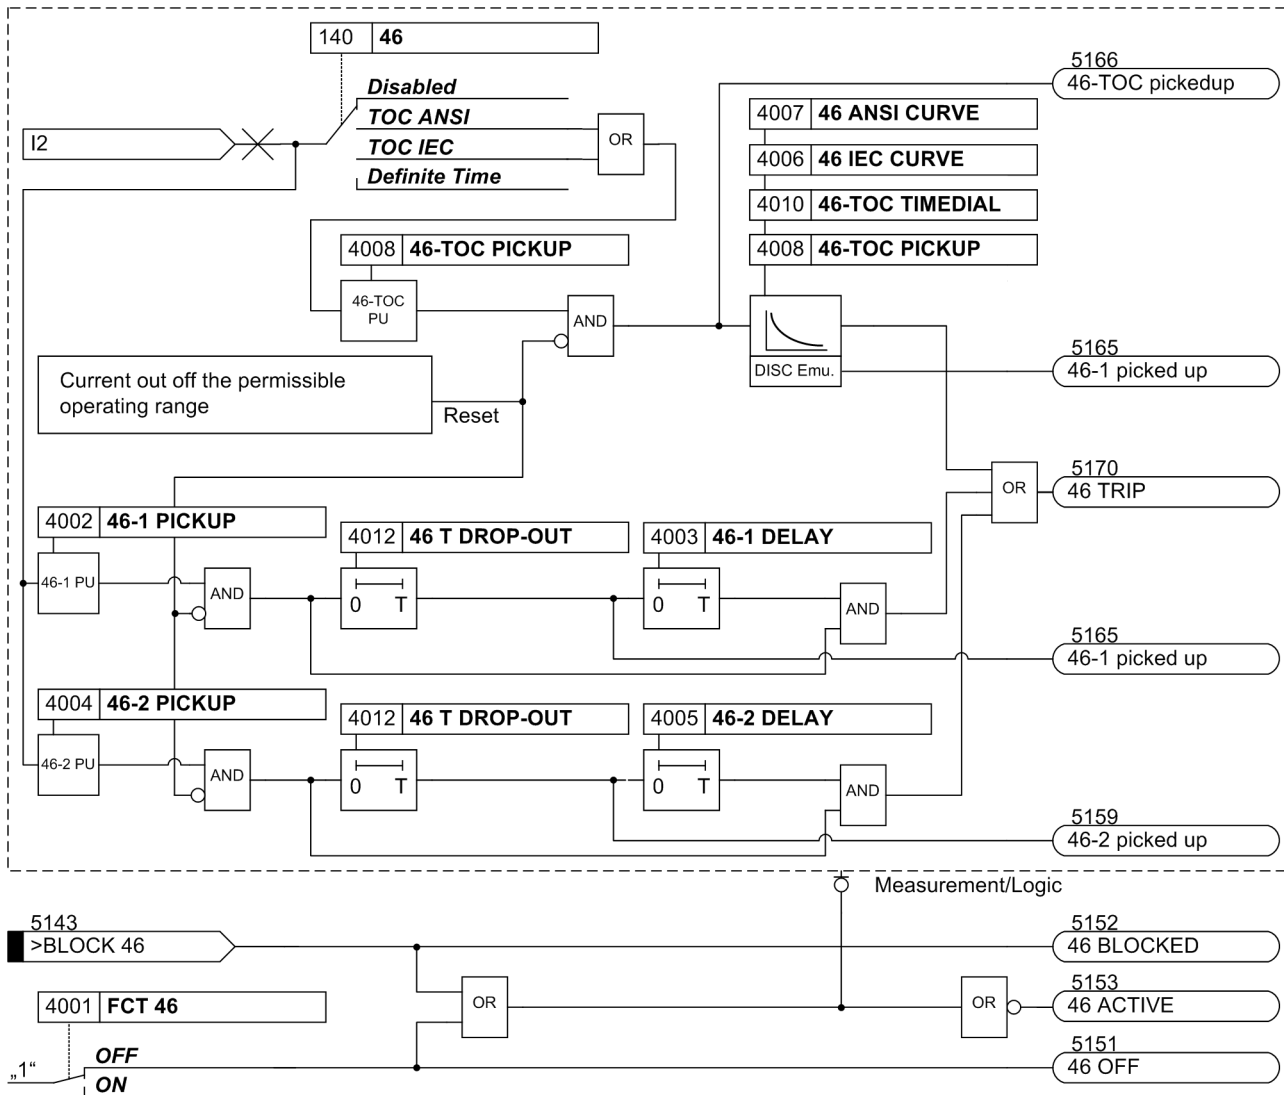 140 46
5166
46-TOC pickedup
Disabled
TOC ANSI
TOC IEC
Definite Time
I2
OR
4007 46 ANSI CURVE
4006 46 IEC CURVE
4010 46-TOC TIMEDIAL
4008 46-TOC PICKUP
4008 46-TOC PICKUP
46-TOC
PU
AND
DISC Emu.
5165
46-1 picked up
Current out off the permissible
operating range
Reset
5170
46 TRIP
OR
4002 46-1 PICKUP
4012 46 T DROP-OUT
4003 46-1 DELAY
46-1 PU
AND
0 T
0 T
AND
5165
46-1 picked up
4004 46-2 PICKUP
4012 46 T DROP-OUT
4005 46-2 DELAY
46-2 PU
AND
0 T
0 T
AND
5159
46-2 picked up
Measurement/Logic
5143
>BLOCK 46
5152
46 BLOCKED
4001 FCT 46
OR
OR
5153
46 ACTIVE
„1“
OFF
ON
5151
46 OFF